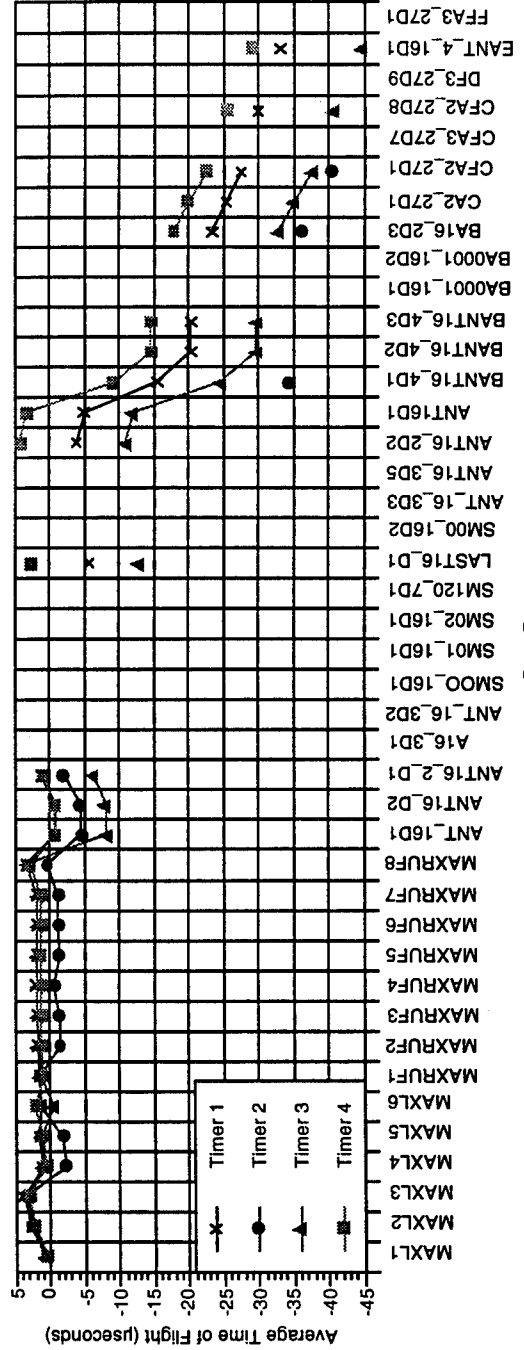 Average Time of Flight (µseconds)
5
0
-5
-10
-15
-20
-25
-30
-35
-40
-45
Timer 1
Timer 2
Timer 3
Timer 4
MAXL1
MAXL2
MAXL3
MAXL4
MAXL5
MAXL6
MAXRUF1
MAXRUF2
MAXRUF3
MAXRUF4
MAXRUF5
MAXRUF6
MAXRUF7
MAXRUF8
ANT_16D1
ANT16_D2
ANT16_2_D1
A16_3D1
ANT_16_3D2
SMOO_16D1
SM01_16D1
SM02_16D1
SM120_7D1
LAST16_D1
SM00_16D2
ANT_16_3D3
ANT16_3D5
ANT16_2D2
ANT16D1
BANT16_4D1
BANT16_4D2
BANT16_4D3
BA0001_16D1
BA0001_16D2
BA16_2D3
CA2_27D1
CFA2_27D1
CFA3_27D7
CFA2_27D8
DF3_27D9
EANT_4_16D1
FFA3_27D1